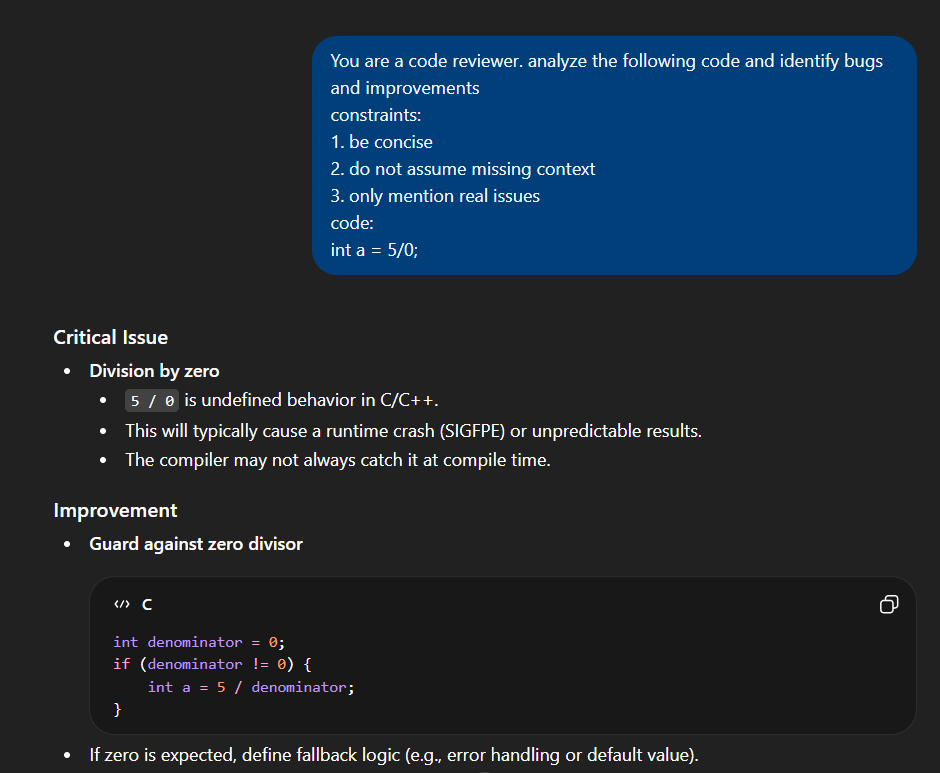 You are a code reviewer. analyze the following code and identify bugs
and improvements
constraints:
1. be concise
2. do not assume missing context
3. only mention real issues
code:
int a = 5/0;
Critical Issue
• Division by zero
• 5 / 0 is undefined behavior in C/C++.
• This will typically cause a runtime crash (SIGFPE) or unpredictable results.
• The compiler may not always catch it at compile time.
Improvement
• Guard against zero divisor
</> C
int denominator = 0;
if (denominator != 0) {
    int a = 5 / denominator;
}
• If zero is expected, define fallback logic (e.g., error handling or default value).